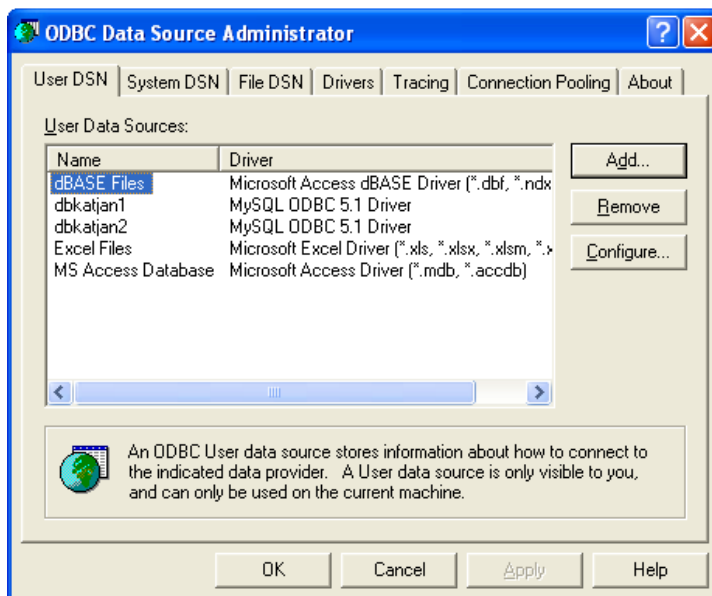 ODBC Data Source Administrator
User DSN System DSN File DSN Drivers Tracing Connection Pooling About
User Data Sources:
Name Driver
dBASE Files Microsoft Access dBASE Driver (*.dbf, *.ndx
dbkatjan1 MySQL ODBC 5.1 Driver
dbkatjan2 MySQL ODBC 5.1 Driver
Excel Files Microsoft Excel Driver (*.xls, *.xlsx, *.xlsm, *.x
MS Access Database Microsoft Access Driver (*.mdb, *.accdb)
Add...
Remove
Configure...
An ODBC User data source stores information about how to connect to
the indicated data provider. A User data source is only visible to you,
and can only be used on the current machine.
OK Cancel Apply Help